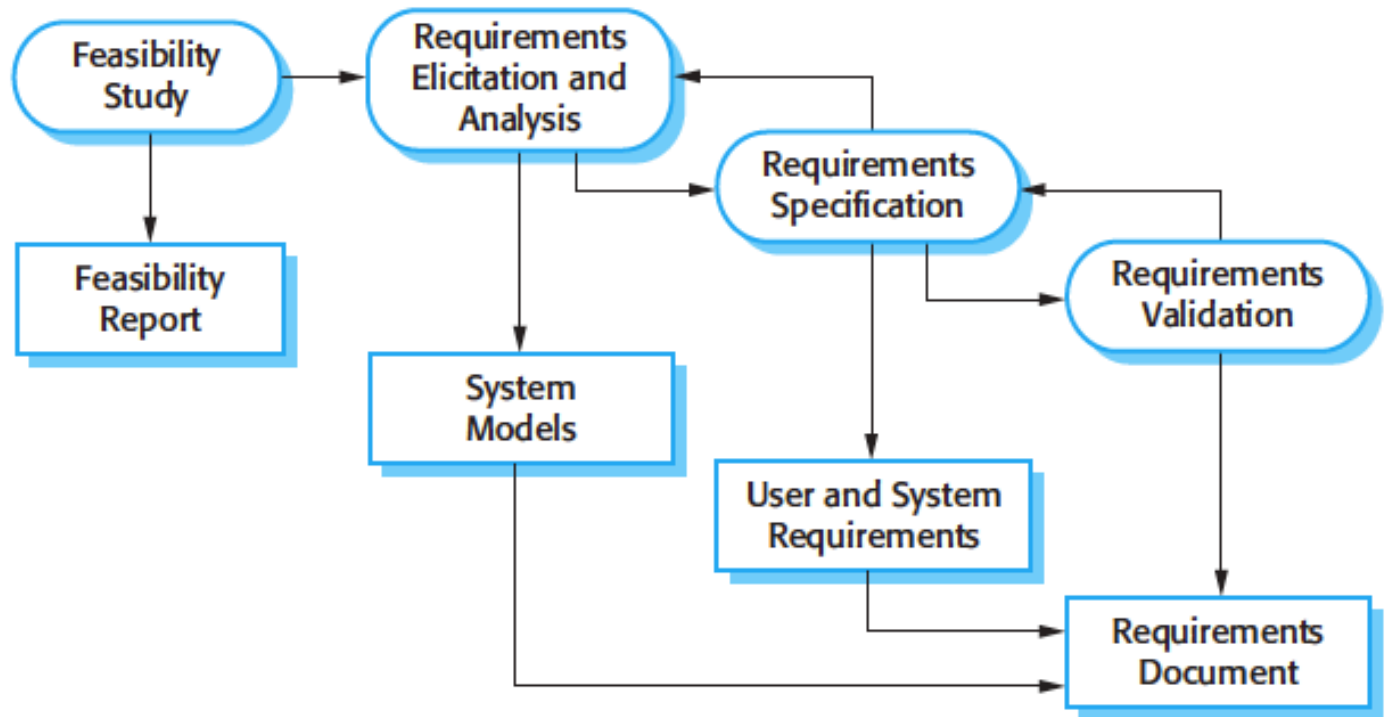 Feasibility
Study
Requirements
Elicitation and
Analysis
Requirements
Specification
Requirements
Validation
Feasibility
Report
System
Models
User and System
Requirements
Requirements
Document